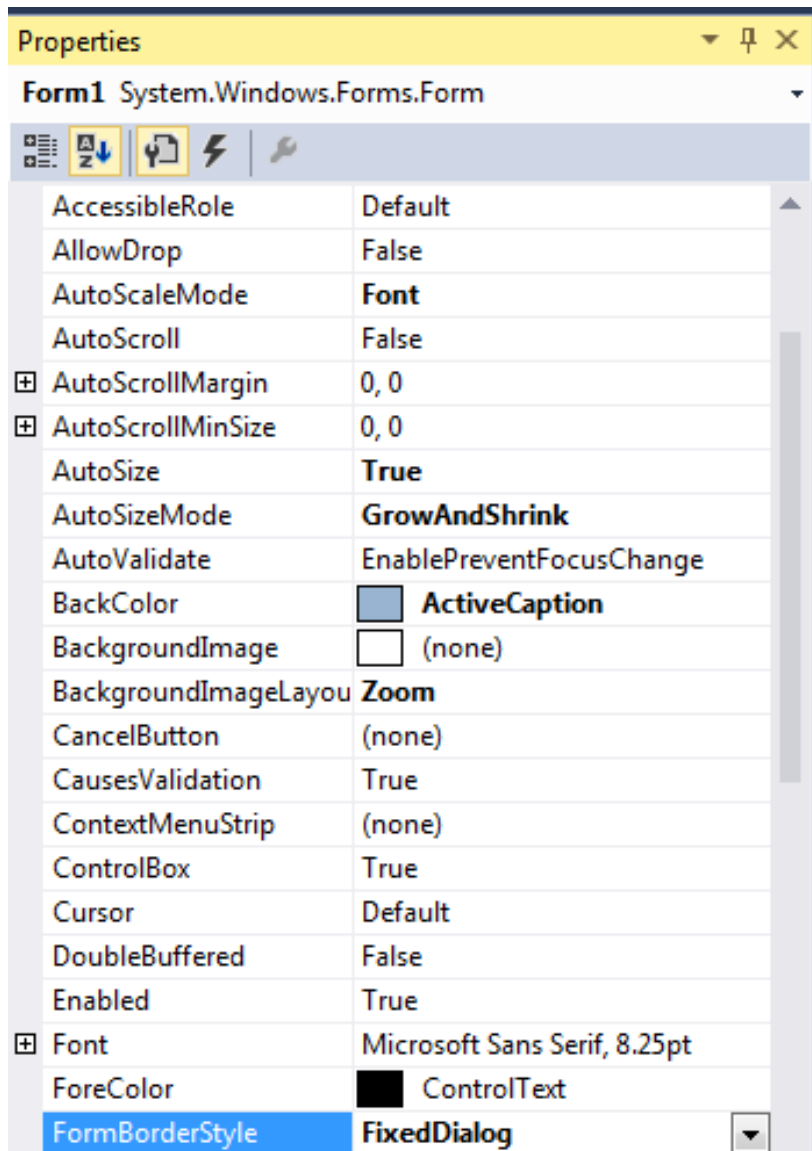 Properties
Form1 System.Windows.Forms.Form
AccessibleRole Default
AllowDrop False
AutoScaleMode Font
AutoScroll False
AutoScrollMargin 0, 0
AutoScrollMinSize 0, 0
AutoSize True
AutoSizeMode GrowAndShrink
AutoValidate EnablePreventFocusChange
BackColor ActiveCaption
BackgroundImage (none)
BackgroundImageLayou Zoom
CancelButton (none)
CausesValidation True
ContextMenuStrip (none)
ControlBox True
Cursor Default
DoubleBuffered False
Enabled True
Font Microsoft Sans Serif, 8.25pt
ForeColor ControlText
FormBorderStyle FixedDialog